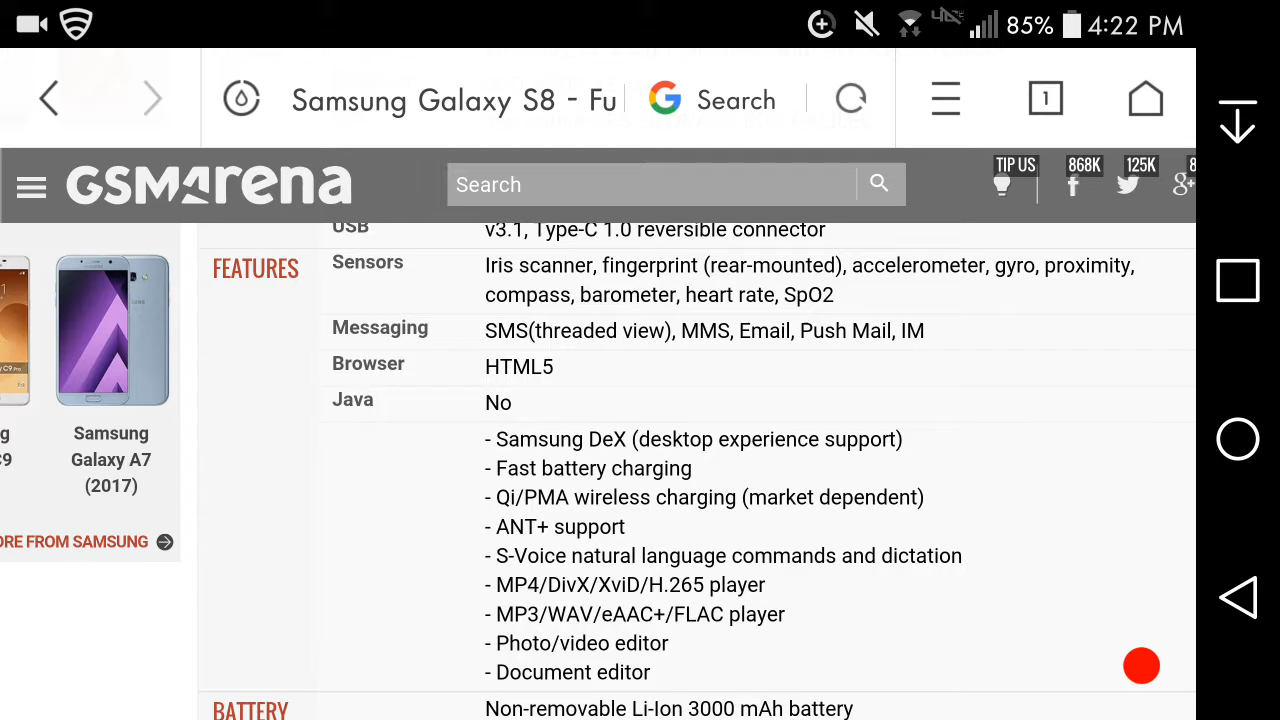 85% 4:22 PM
Samsung Galaxy S8 - Fu
Search
1
GSMArena
Search
TIP US
868K
125K
8
USB v3.1, Type-C 1.0 reversible connector
FEATURES
Sensors Iris scanner, fingerprint (rear-mounted), accelerometer, gyro, proximity,
compass, barometer, heart rate, SpO2
Messaging SMS(threaded view), MMS, Email, Push Mail, IM
Browser HTML5
Java No
- Samsung DeX (desktop experience support)
- Fast battery charging
- Qi/PMA wireless charging (market dependent)
- ANT+ support
- S-Voice natural language commands and dictation
- MP4/DivX/XviD/H.265 player
- MP3/WAV/eAAC+/FLAC player
- Photo/video editor
- Document editor
BATTERY Non-removable Li-Ion 3000 mAh battery
g
C9
Samsung
Galaxy A7
(2017)
ORE FROM SAMSUNG